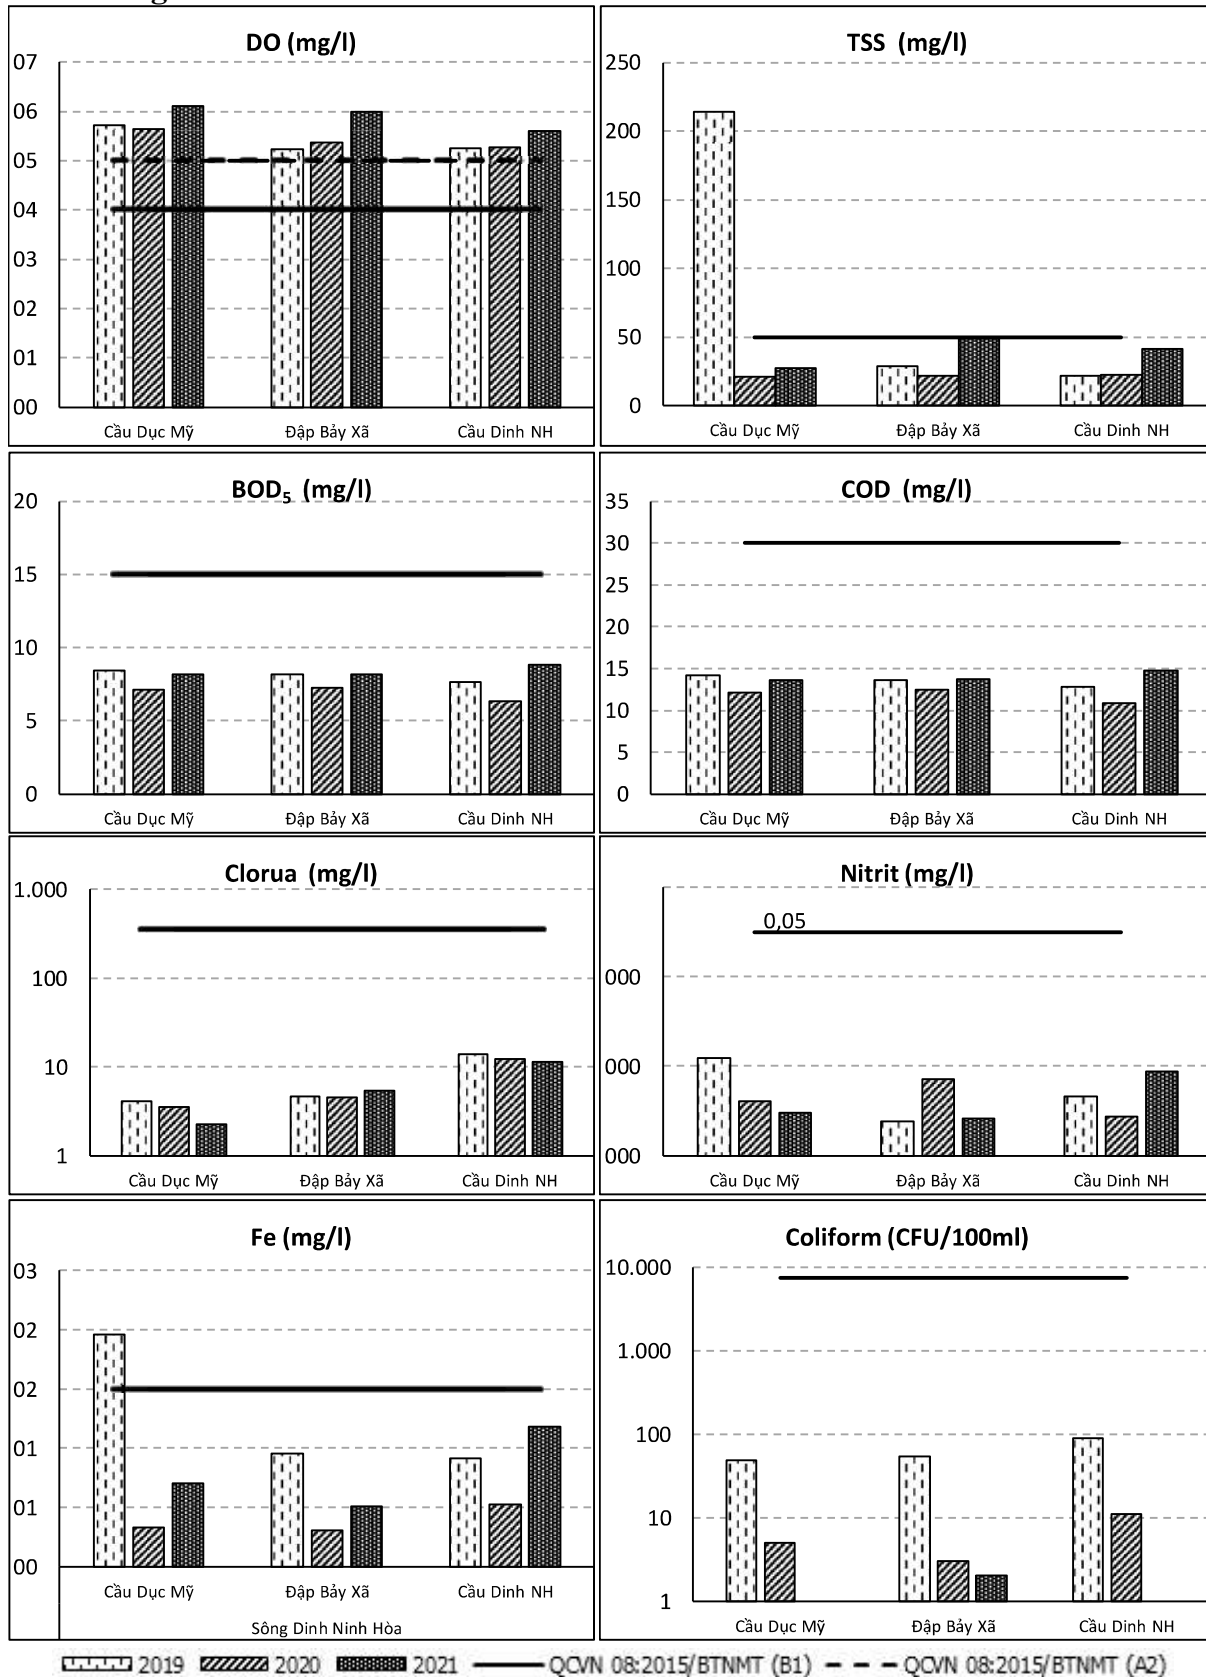 DO (mg/l)
07
06
05
04
03
02
01
00
Cầu Dục Mỹ Đập Bảy Xã Cầu Dinh NH
TSS (mg/l)
250
200
150
100
50
0
Cầu Dục Mỹ Đập Bảy Xã Cầu Dinh NH
BOD₅ (mg/l)
20
15
10
5
0
Cầu Dục Mỹ Đập Bảy Xã Cầu Dinh NH
COD (mg/l)
35
30
25
20
15
10
5
0
Cầu Dục Mỹ Đập Bảy Xã Cầu Dinh NH
Clorua (mg/l)
1.000
100
10
1
Cầu Dục Mỹ Đập Bảy Xã Cầu Dinh NH
Nitrit (mg/l)
0,05
000
000
000
Cầu Dục Mỹ Đập Bảy Xã Cầu Dinh NH
Fe (mg/l)
03
02
02
01
01
00
Cầu Dục Mỹ Đập Bảy Xã Cầu Dinh NH
Sông Dinh Ninh Hòa
Coliform (CFU/100ml)
10.000
1.000
100
10
1
Cầu Dục Mỹ Đập Bảy Xã Cầu Dinh NH
2019 2020 2021 QCVN 08:2015/BTNMT (B1) QCVN 08:2015/BTNMT (A2)